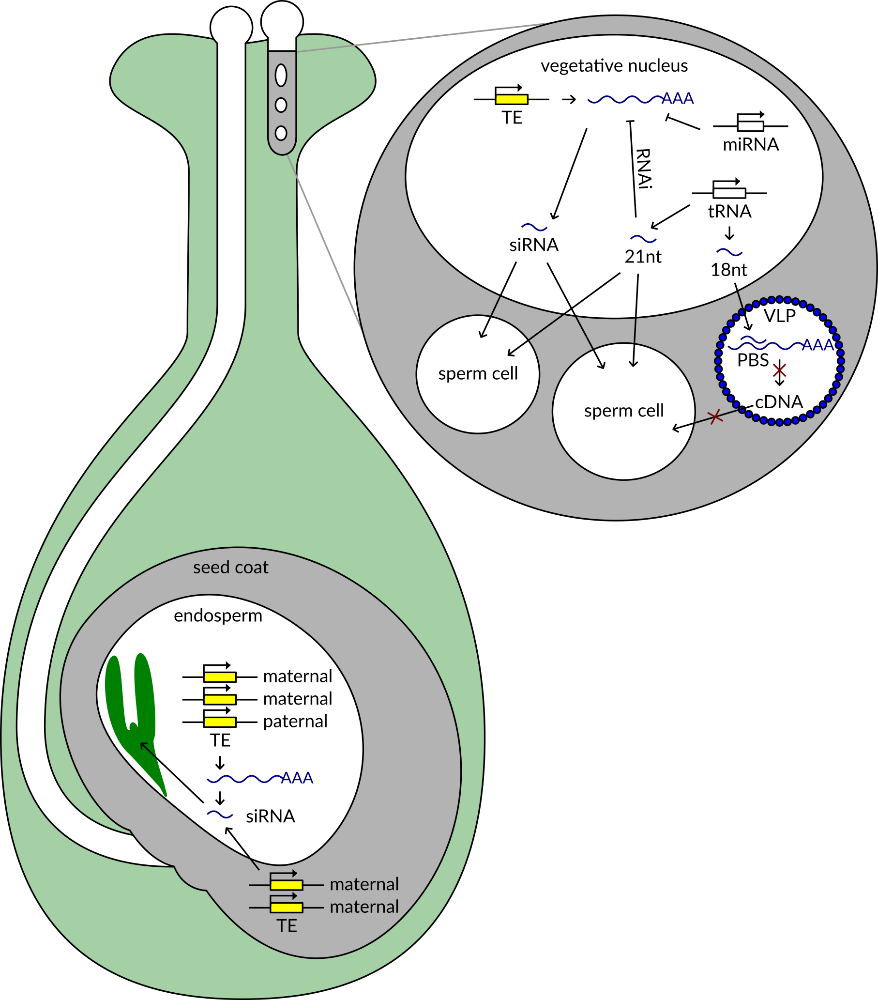 vegetative nucleus
TE
AAA
miRNA
RNAi
tRNA
siRNA
21nt
18nt
VLP
AAA
PBS
cDNA
sperm cell
sperm cell
seed coat
endosperm
maternal
maternal
paternal
TE
AAA
siRNA
maternal
maternal
TE